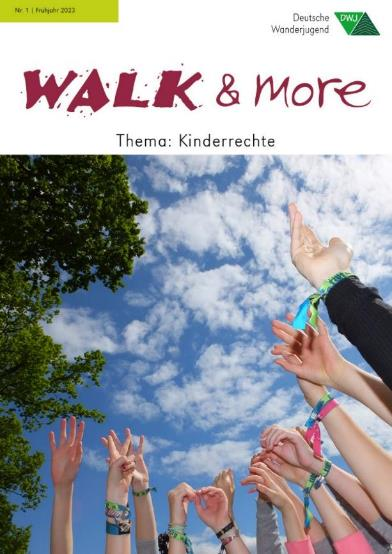 Nr. 1 | Frühjahr 2023
Deutsche
Wanderjugend
DWJ
WALK & more
Thema: Kinderrechte